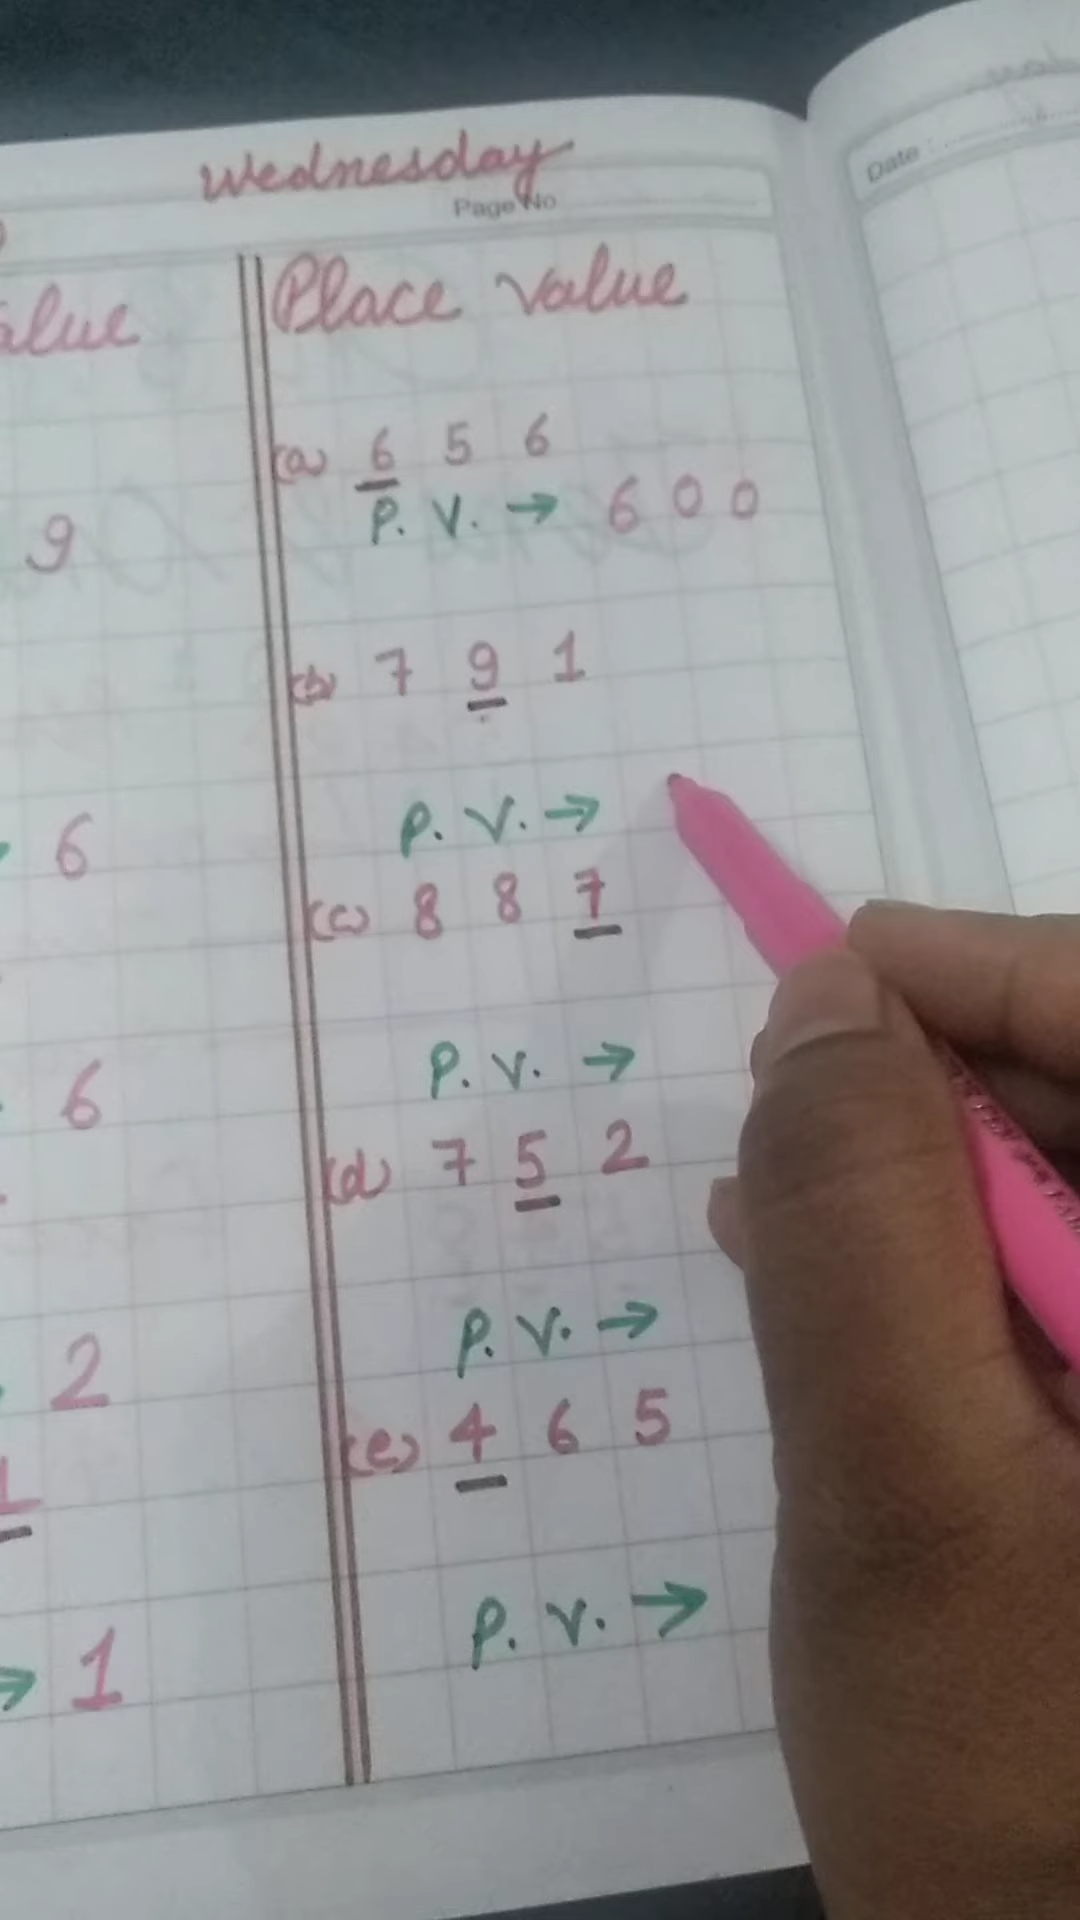 Wednesday
Page No
Date :
Place Value
(a) 6 5 6
P. V. → 6 0 0
9
(b) 7 9 1
P. V. →
6
(c) 8 8 7
P. V. →
6
(d) 7 5 2
P. V. →
2
(e) 4 6 5
1
P. V. →
→ 1